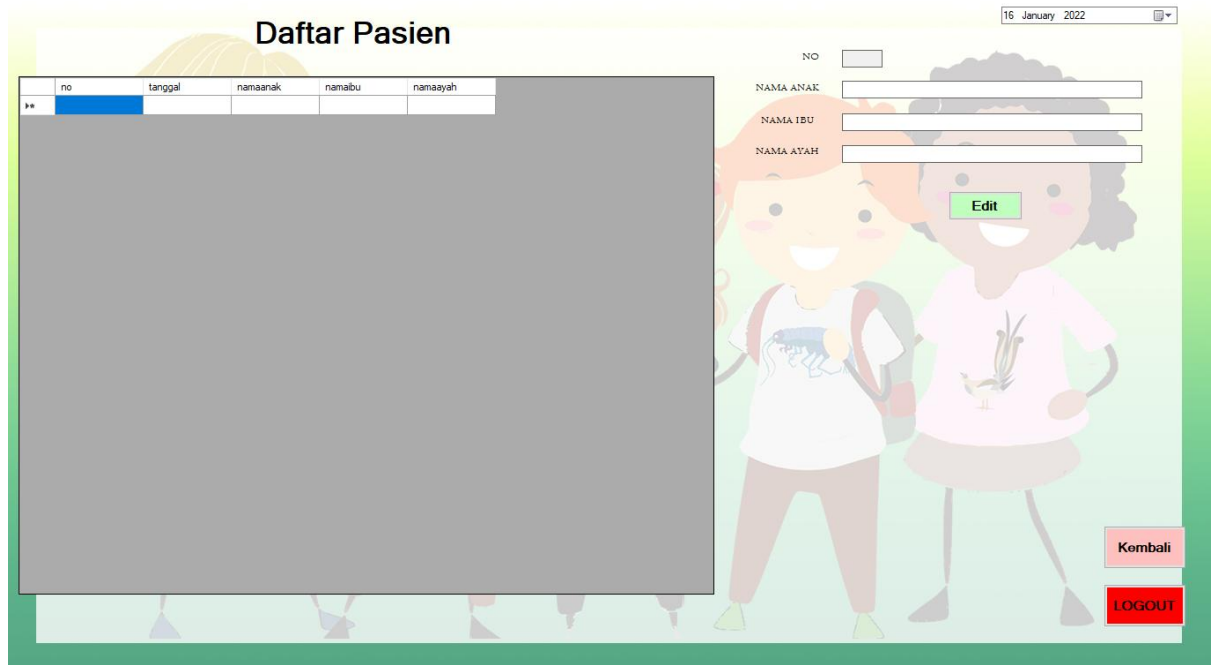 Daftar Pasien
16 January 2022
NO
no tanggal namaanak namaibu namaayah
NAMA ANAK
NAMA IBU
NAMA AYAH
Edit
Kembali
LOGOUT